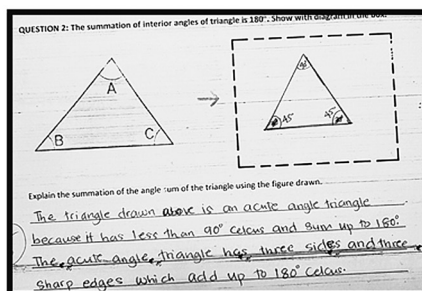 QUESTION 2: The summation of interior angles of triangle is 180°. Show with diagram in the box.
A
B
C
90°
45°
45°
Explain the summation of the angle sum of the triangle using the figure drawn.
The triangle drawn above is an acute angle triangle
because it has less than 90° celcus and sum up to 180°.
The acute angle triangle has three sides and three
sharp edges which add up to 180° celcus.